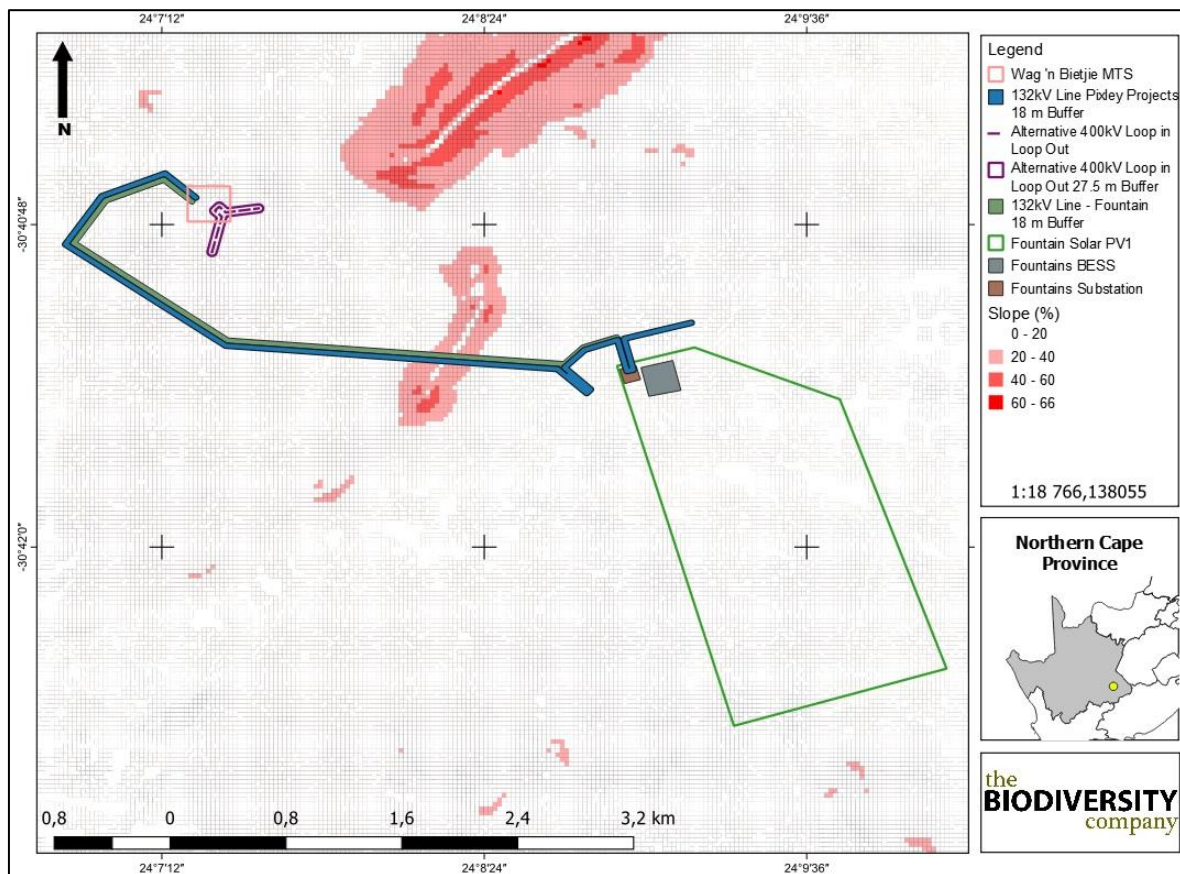 24°7'12"
24°8'24"
24°9'36"
N
-30°40'48"
-30°42'0"
0,8
0
0,8
1,6
2,4
3,2 km
24°7'12"
24°8'24"
24°9'36"
Legend
Wag 'n Bietjie MTS
132kV Line Pixley Projects
18 m Buffer
Alternative 400kV Loop in
Loop Out
Alternative 400kV Loop in
Loop Out 27.5 m Buffer
132kV Line - Fountain
18 m Buffer
Fountain Solar PV1
Fountains BESS
Fountains Substation
Slope (%)
0 - 20
20 - 40
40 - 60
60 - 66
1:18 766,138055
Northern Cape
Province
the
BIODIVERSITY
company